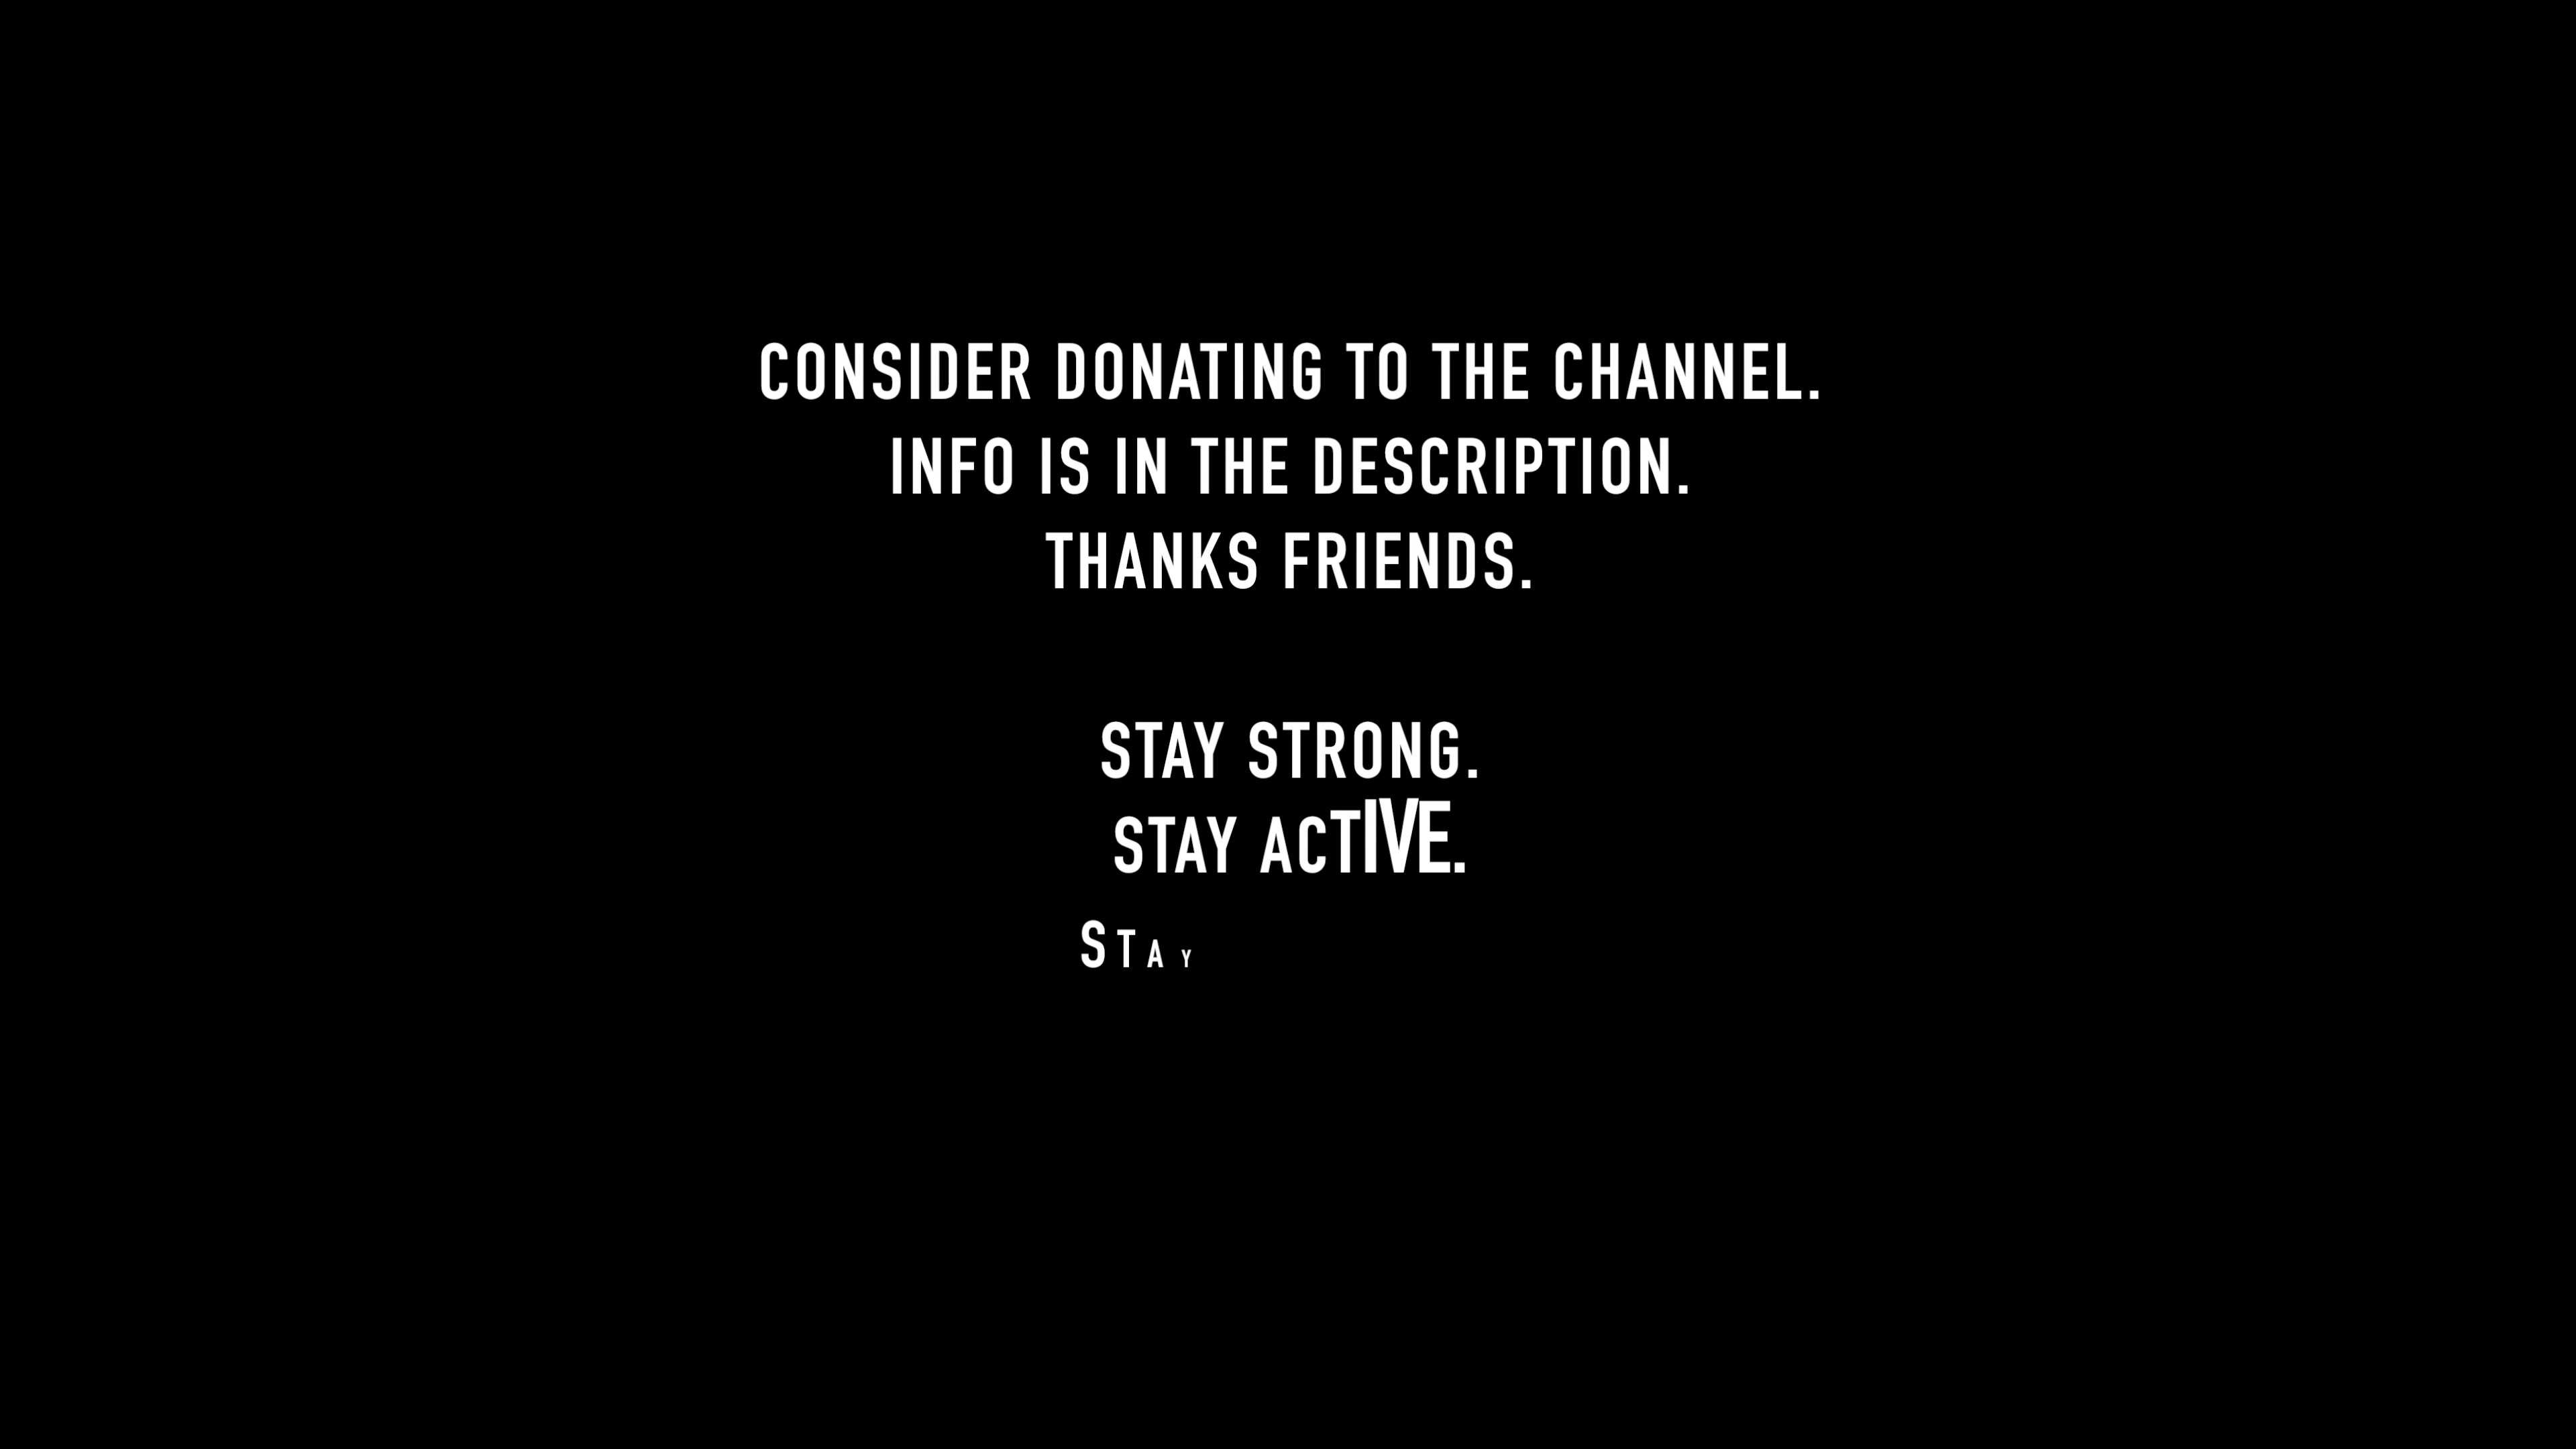 CONSIDER DONATING TO THE CHANNEL.
INFO IS IN THE DESCRIPTION.
THANKS FRIENDS.
STAY STRONG.
STAY ACTIVE.
STAY